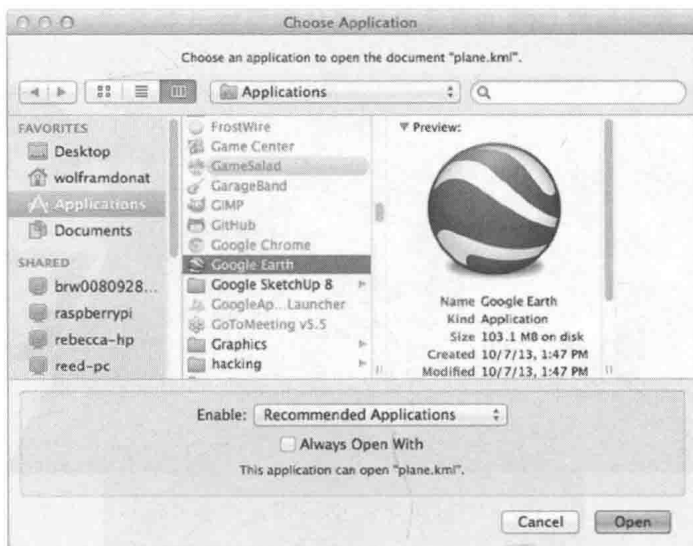 Choose Application
Choose an application to open the document "plane.kml".
Applications
FAVORITES
Desktop
wolframdonat
Applications
Documents
SHARED
brw0080928...
raspberrypi
rebecca-hp
reed-pc
FrostWire
Game Center
GameSalad
GarageBand
GIMP
GitHub
Google Chrome
Google Earth
Google SketchUp 8
GoogleAp...Launcher
GoToMeeting v5.5
Graphics
hacking
Preview:
Name Google Earth
Kind Application
Size 103.1 MB on disk
Created 10/7/13, 1:47 PM
Modified 10/7/13, 1:47 PM
Enable: Recommended Applications
Always Open With
This application can open "plane.kml".
Cancel Open